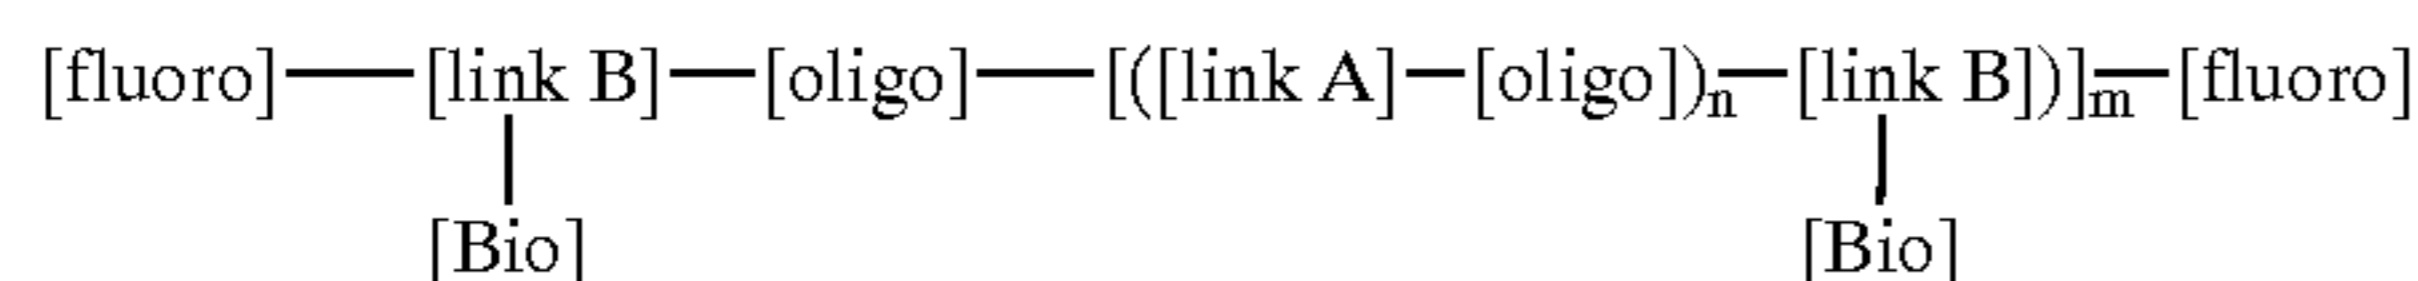 [fluoro]—[link B]—[oligo]—[([link A]—[oligo])n—[link B])]m—[fluoro]
[Bio] [Bio]